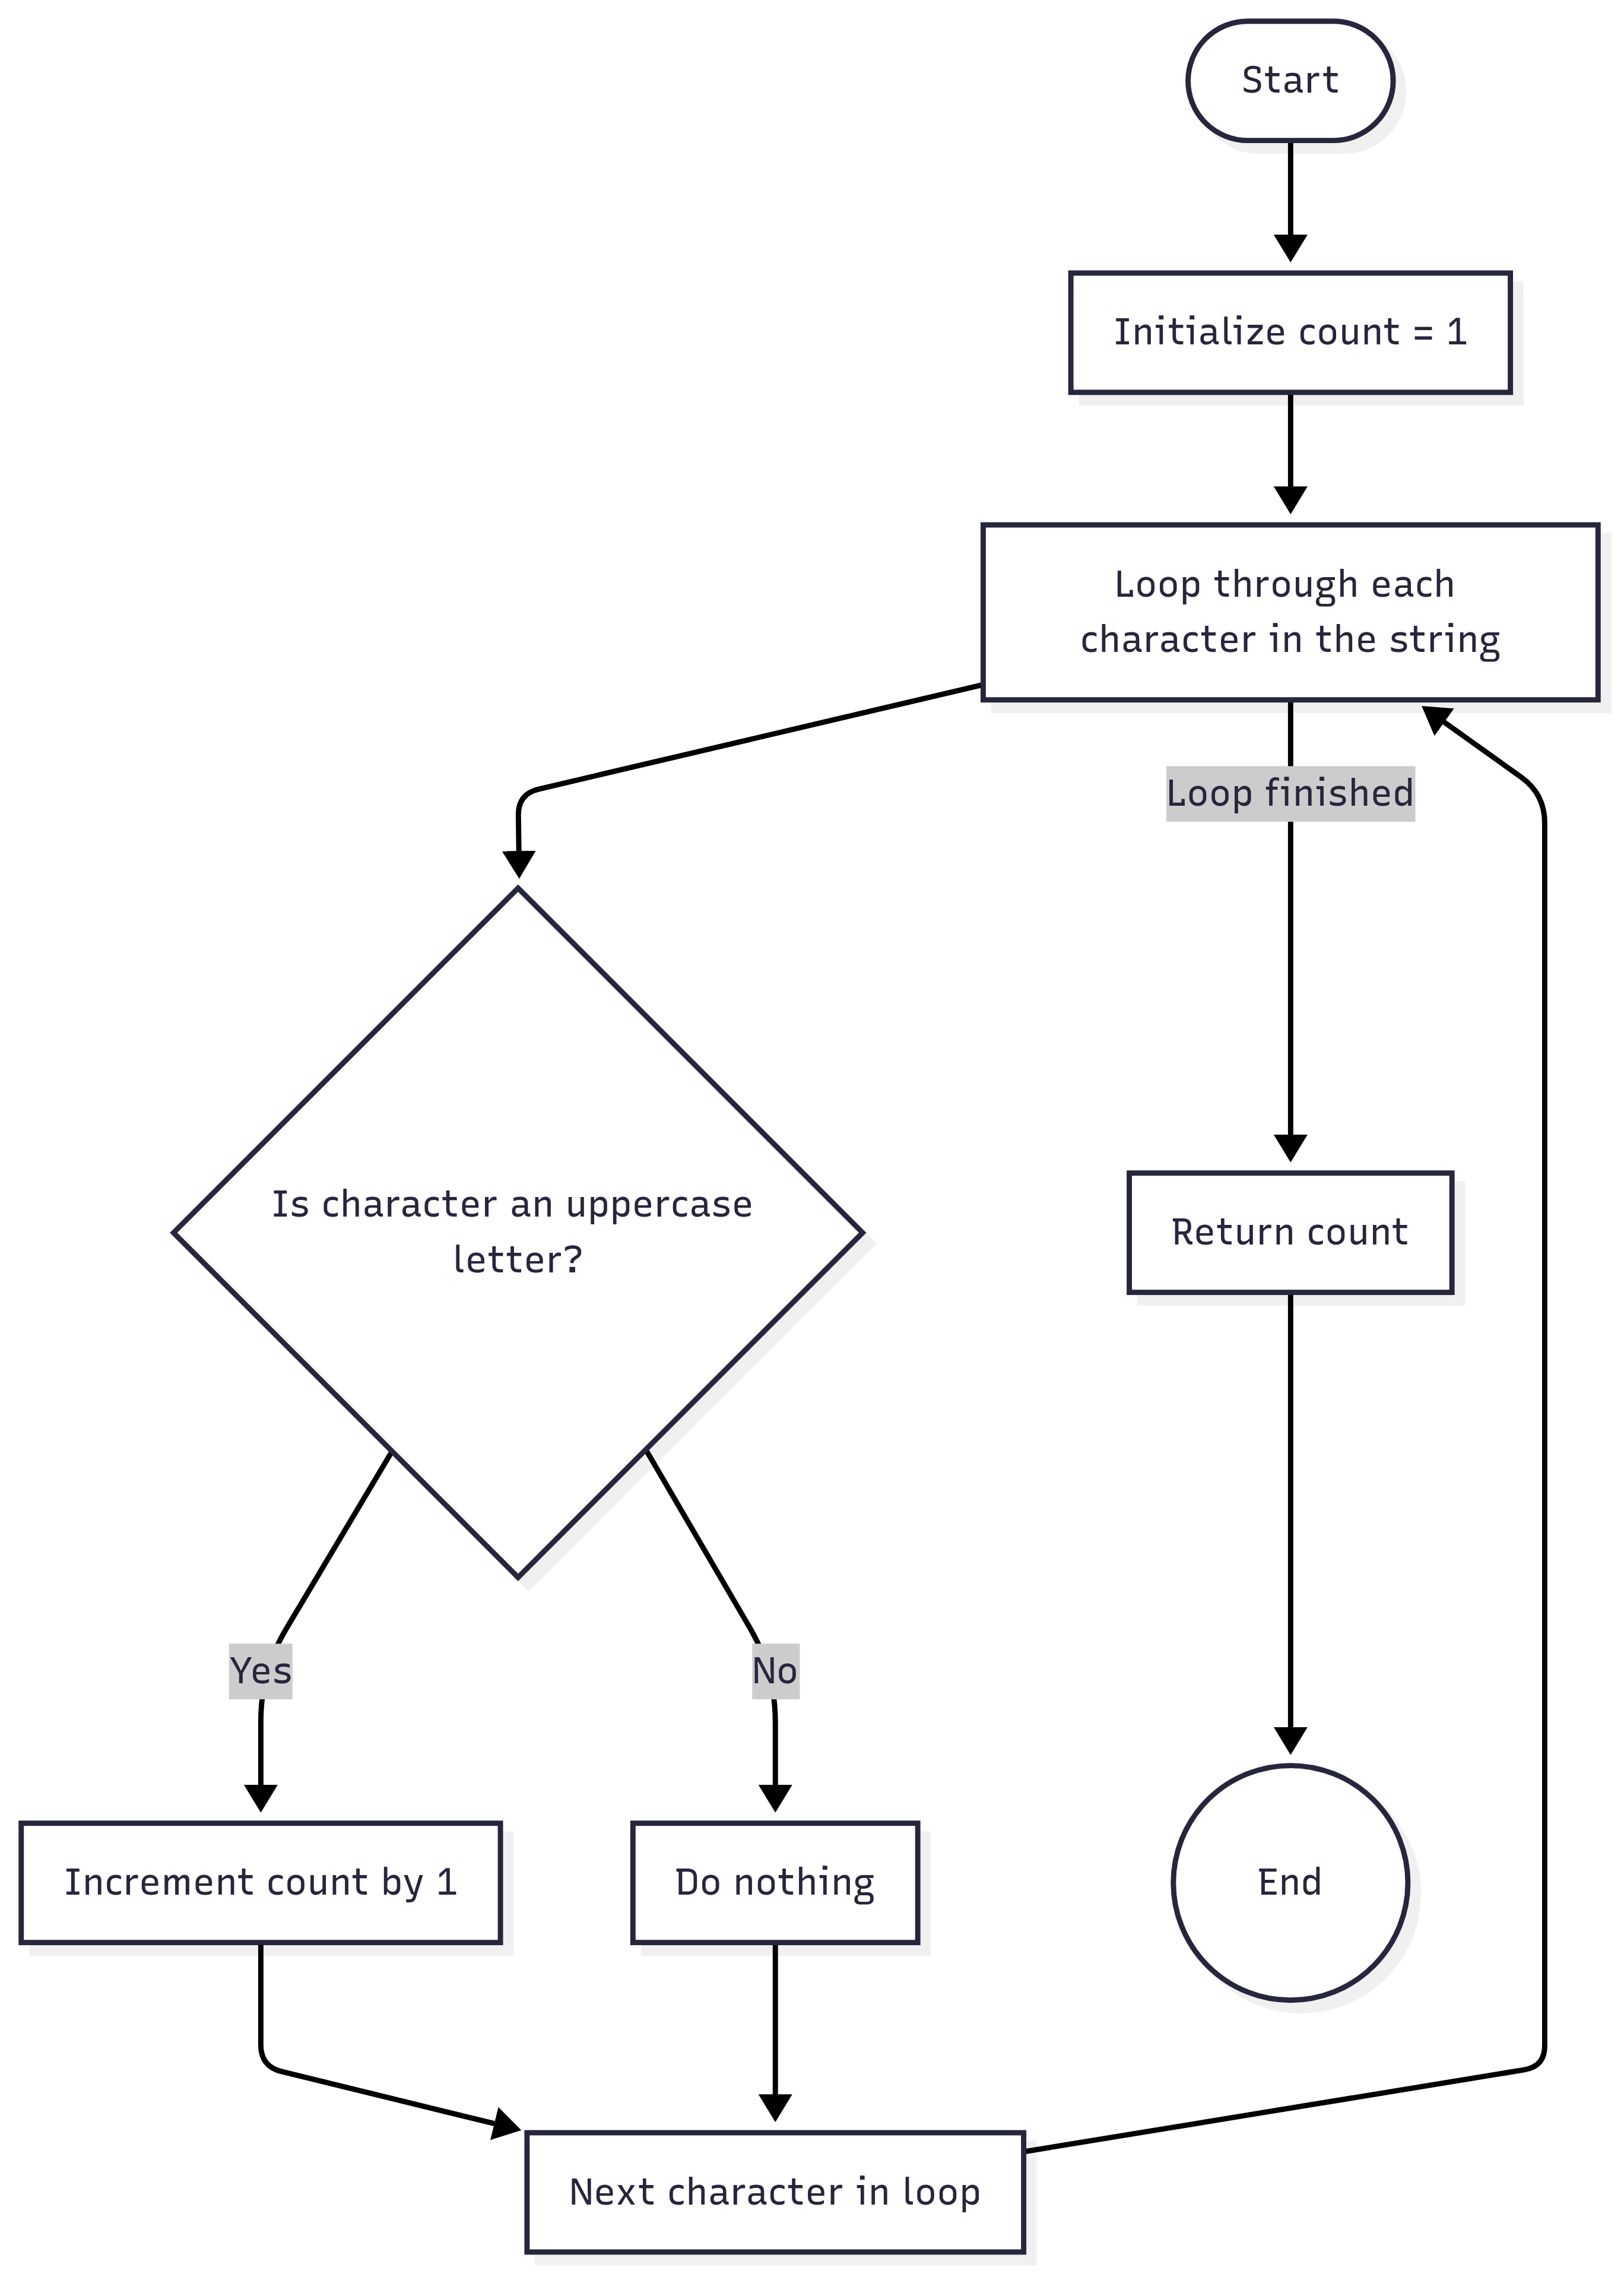 Start
Initialize count = 1
Loop through each
character in the string
Loop finished
Is character an uppercase
letter?
Return count
Yes
No
Increment count by 1
Do nothing
End
Next character in loop